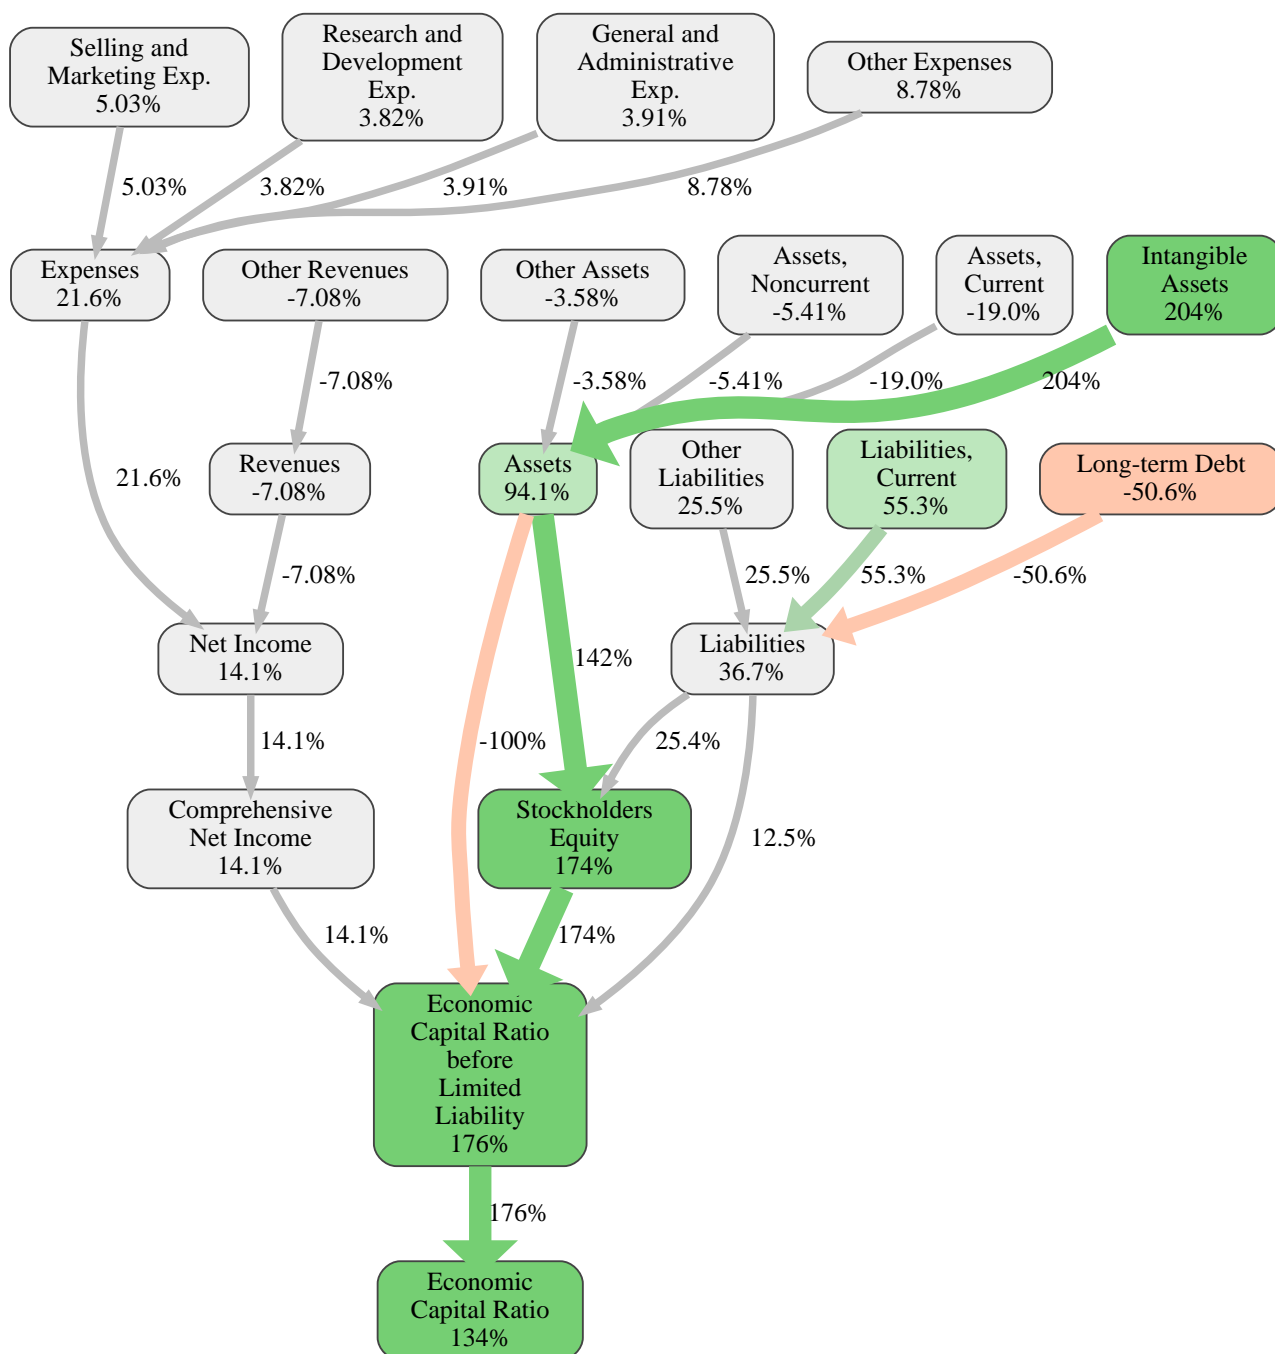 Selling and
Marketing Exp.
5.03%
Research and
Development
Exp.
3.82%
General and
Administrative
Exp.
3.91%
Other Expenses
8.78%
5.03%
3.82%
3.91%
8.78%
Expenses
21.6%
Other Revenues
-7.08%
Other Assets
-3.58%
Assets,
Noncurrent
-5.41%
Assets,
Current
-19.0%
Intangible
Assets
204%
-7.08%
-3.58%
-5.41%
-19.0%
204%
21.6%
Revenues
-7.08%
Assets
94.1%
Other
Liabilities
25.5%
Liabilities,
Current
55.3%
Long-term Debt
-50.6%
-7.08%
25.5%
55.3%
-50.6%
Net Income
14.1%
142%
Liabilities
36.7%
14.1%
-100%
25.4%
Comprehensive
Net Income
14.1%
Stockholders
Equity
174%
12.5%
14.1%
174%
Economic
Capital Ratio
before
Limited
Liability
176%
176%
Economic
Capital Ratio
134%